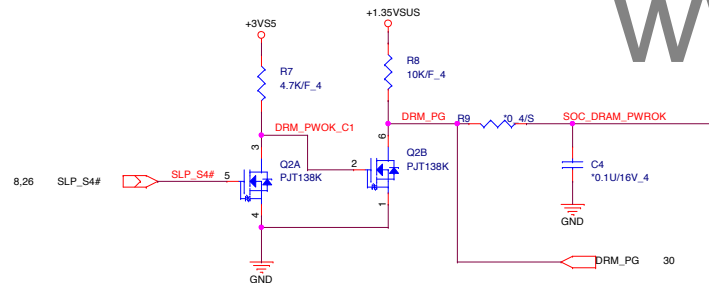 +3VS5
+1.35VSUS
R7
4.7K/F_4
R8
10K/F_4
DRM_PWOK_C1
DRM_PG
R9
*0_4/S
SOC_DRAM_PWROK
3
6
Q2A
PJT138K
2
Q2B
PJT138K
C4
*0.1U/16V_4
8,26
SLP_S4#
SLP_S4#
5
4
1
GND
GND
DRM_PG
30